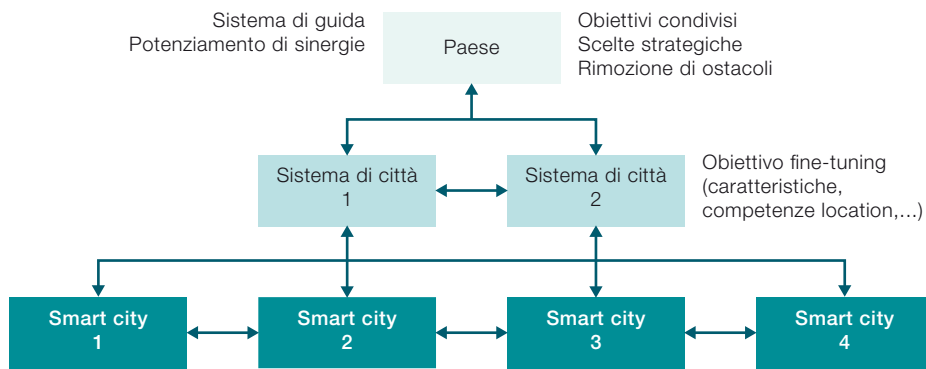 Sistema di guida
Potenziamento di sinergie
Paese
Obiettivi condivisi
Scelte strategiche
Rimozione di ostacoli
Sistema di città
1
Sistema di città
2
Obiettivo fine-tuning
(caratteristiche,
competenze location,...)
Smart city
1
Smart city
2
Smart city
3
Smart city
4